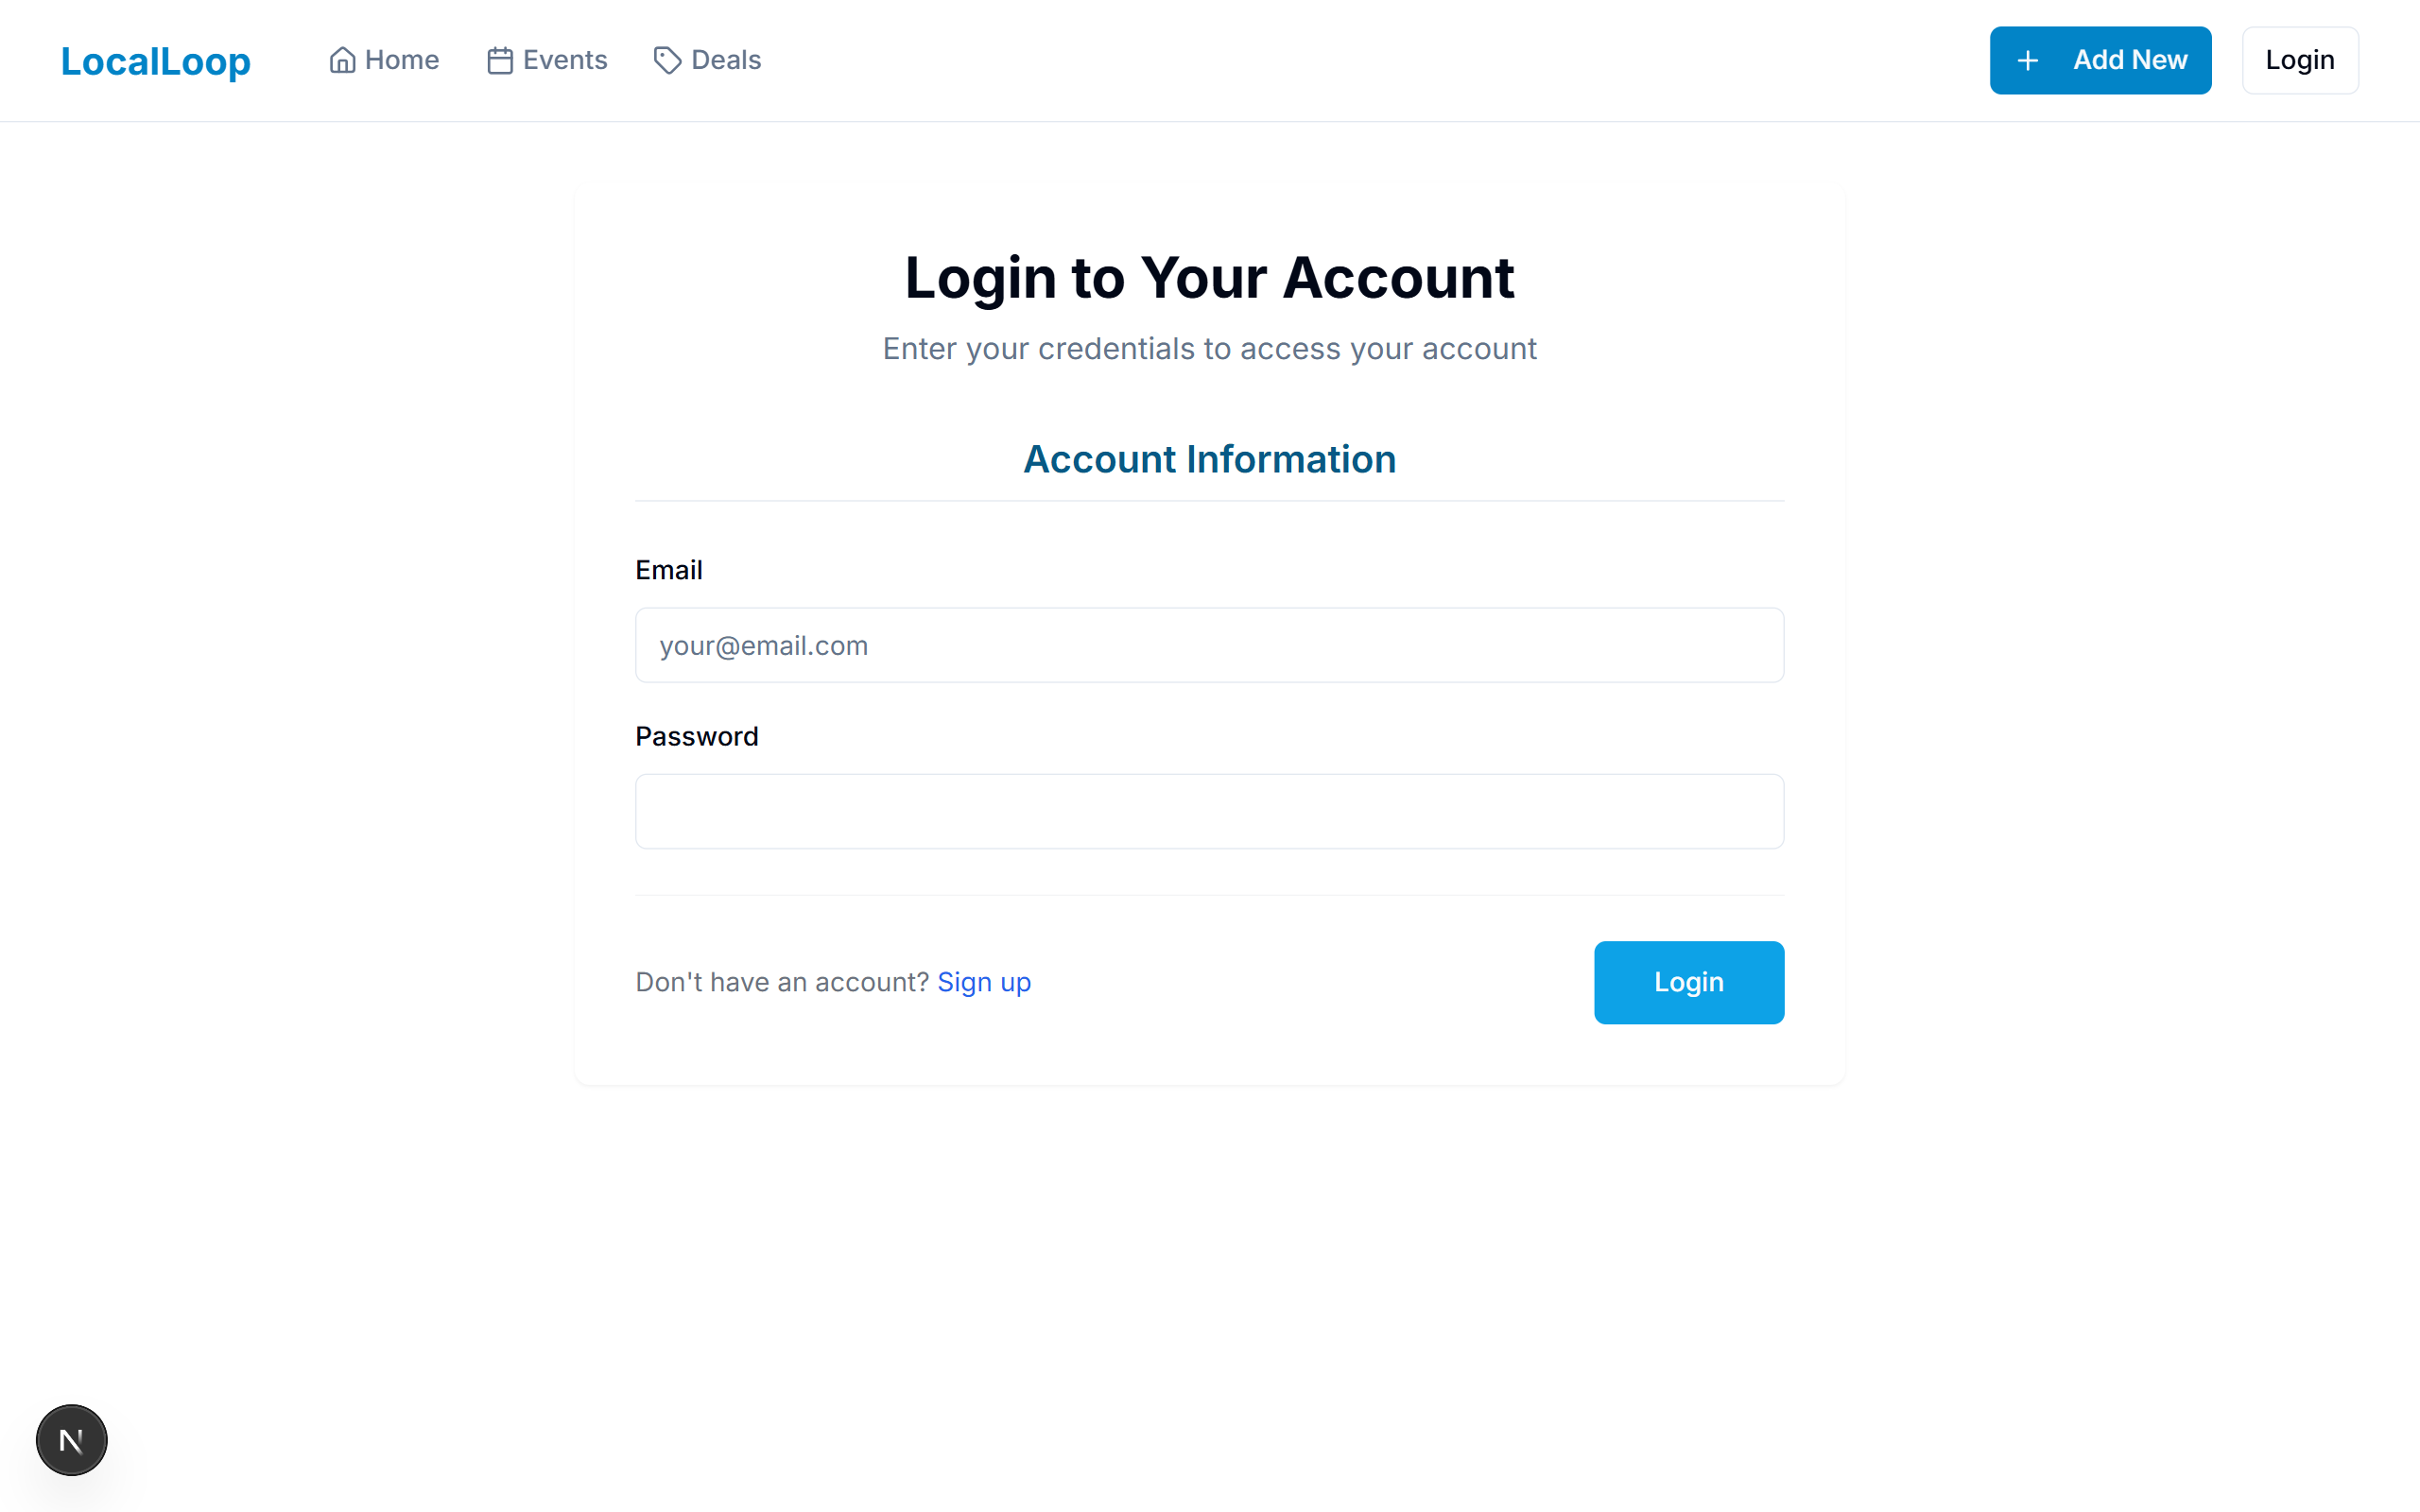 LocalLoop
Home
Events
Deals
Add New
Login
Login to Your Account
Enter your credentials to access your account
Account Information
Email
your@email.com
Password
Don't have an account? Sign up
Login
N